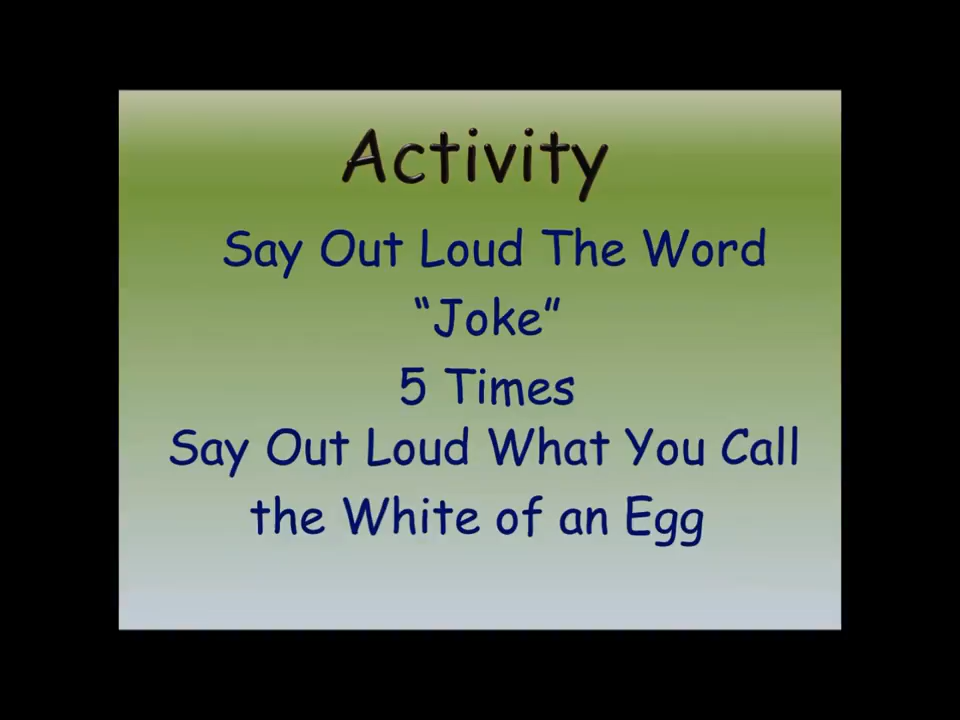 Activity
Say Out Loud The Word
“Joke”
5 Times
Say Out Loud What You Call
the White of an Egg